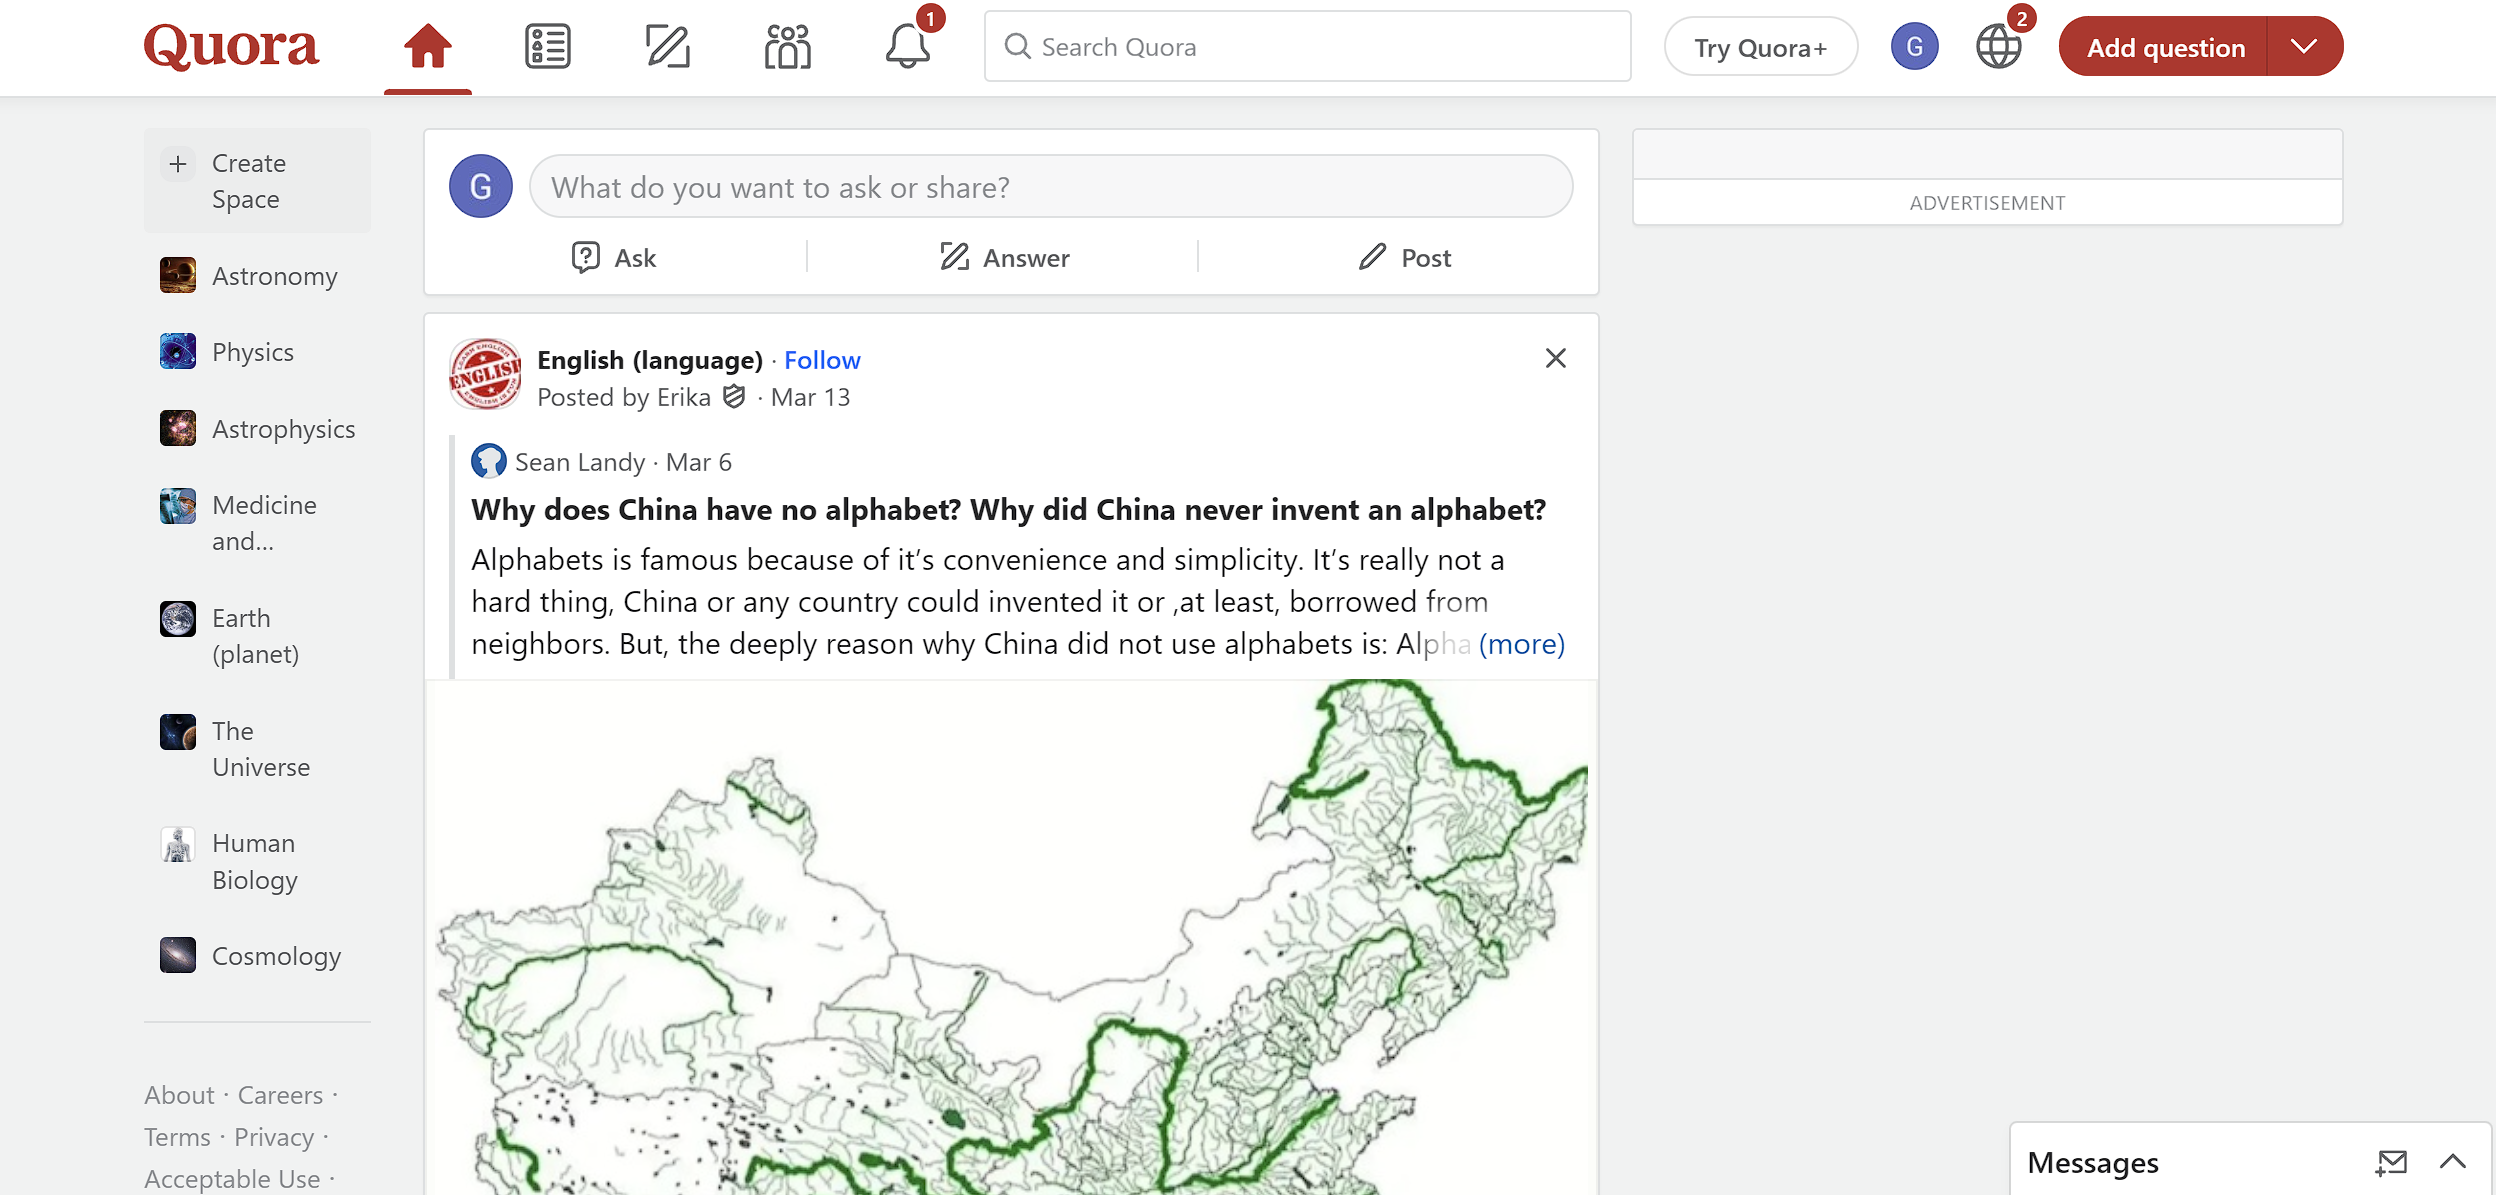 Quora
1
Search Quora
Try Quora+
G
2
Add question
Create
Space
Astronomy
Physics
Astrophysics
Medicine
and...
Earth
(planet)
The
Universe
Human
Biology
Cosmology
About · Careers ·
Terms · Privacy ·
Acceptable Use ·
G
What do you want to ask or share?
Ask
Answer
Post
ENGLISH
English (language) · Follow
Posted by Erika · Mar 13
Sean Landy · Mar 6
Why does China have no alphabet? Why did China never invent an alphabet?
Alphabets is famous because of it’s convenience and simplicity. It’s really not a
hard thing, China or any country could invented it or ,at least, borrowed from
neighbors. But, the deeply reason why China did not use alphabets is: Alpha (more)
ADVERTISEMENT
Messages